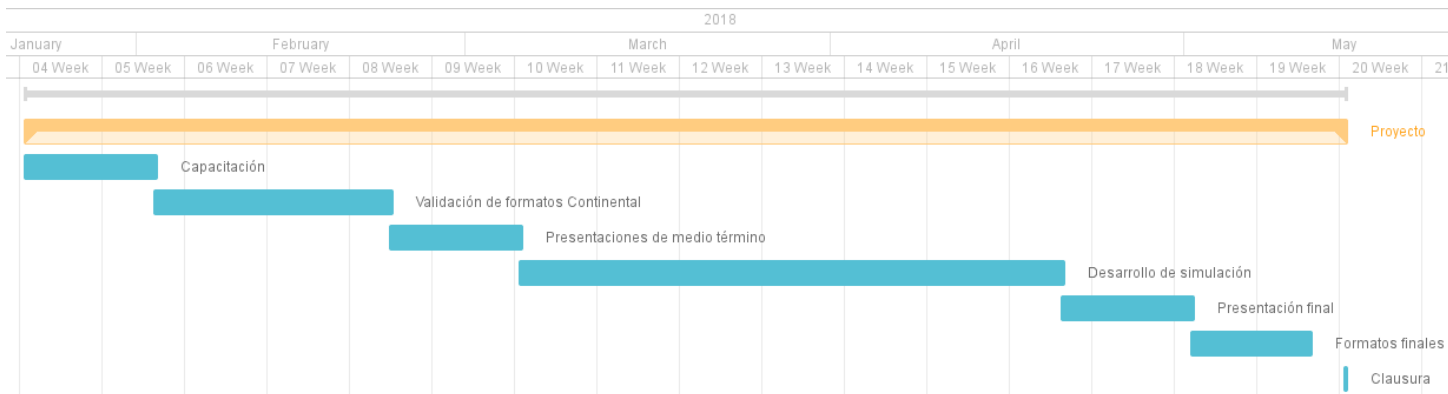 2018
January February March April May
04 Week 05 Week 06 Week 07 Week 08 Week 09 Week 10 Week 11 Week 12 Week 13 Week 14 Week 15 Week 16 Week 17 Week 18 Week 19 Week 20 Week 21
Proyecto
Capacitación
Validación de formatos Continental
Presentaciones de medio término
Desarrollo de simulación
Presentación final
Formatos finales
Clausura